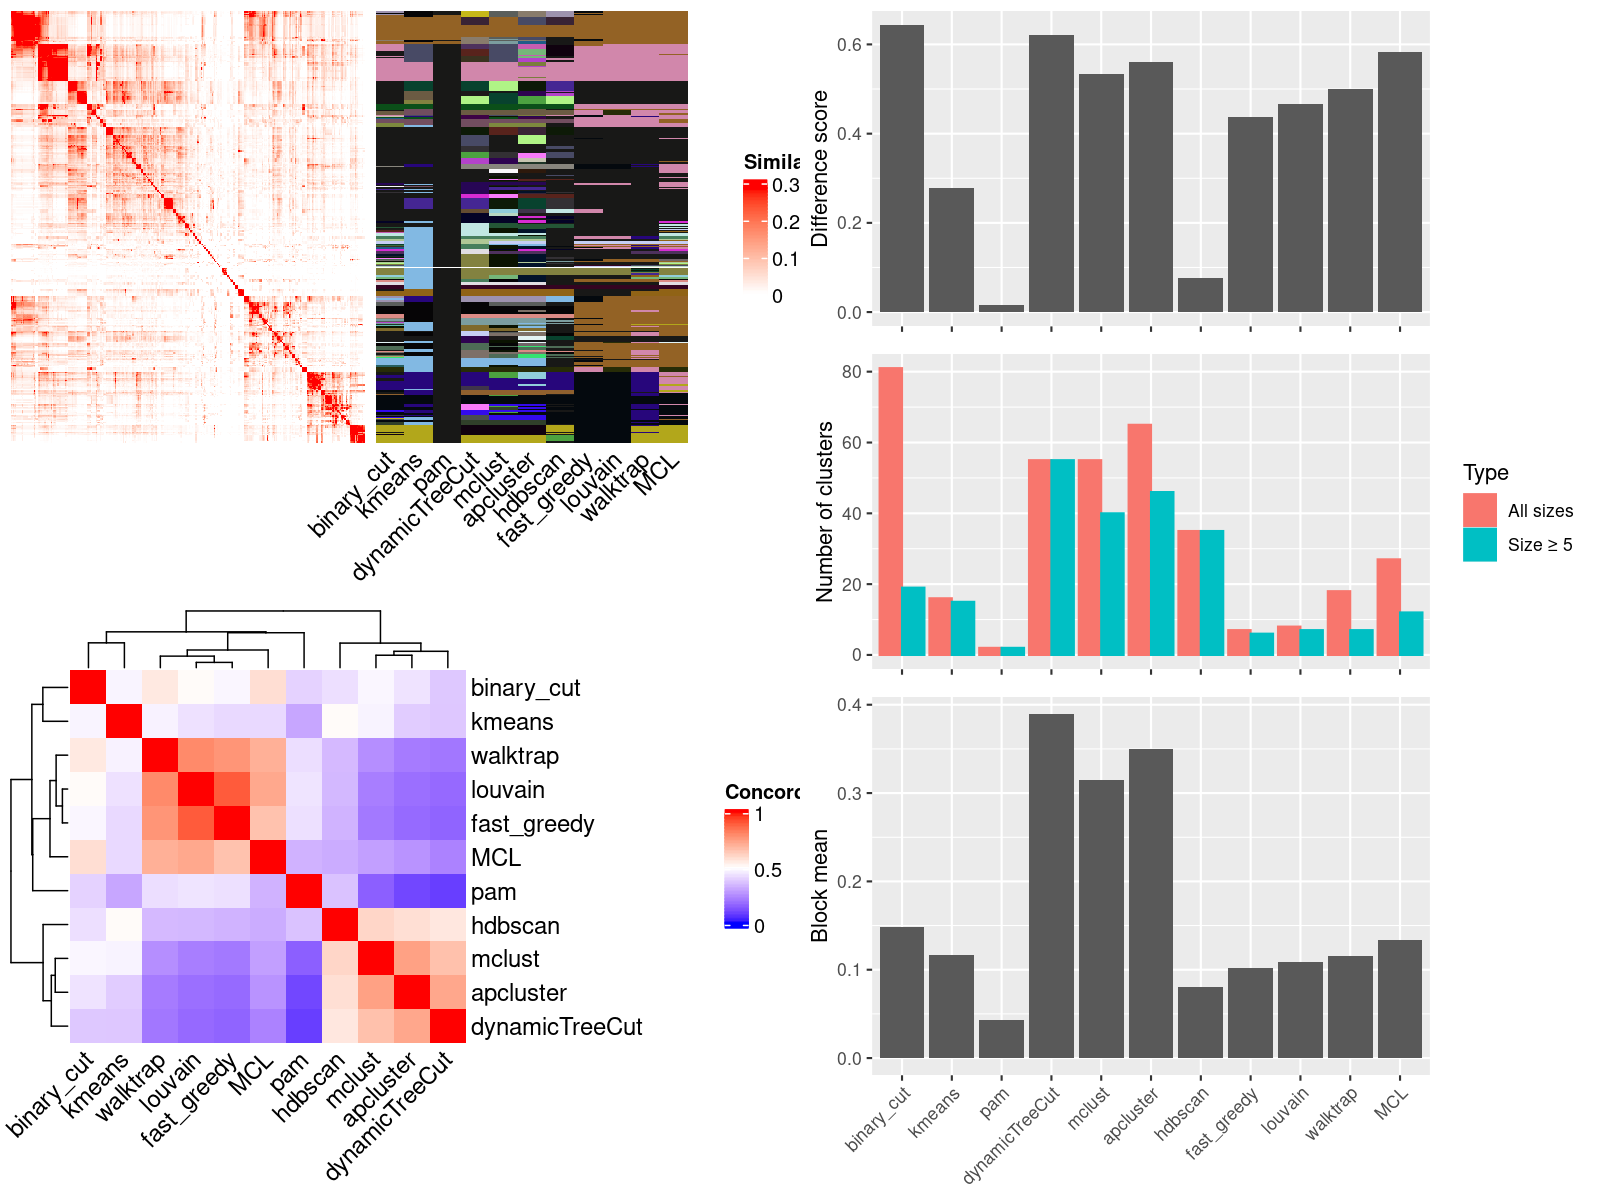 Simila
0.3
0.2
0.1
0
binary_cut
kmeans
pam
dynamicTreeCut
mclust
apcluster
hdbscan
fast_greedy
louvain
walktrap
MCL
binary_cut
kmeans
walktrap
louvain
fast_greedy
MCL
pam
hdbscan
mclust
apcluster
dynamicTreeCut
binary_cut
kmeans
walktrap
louvain
fast_greedy
MCL
pam
hdbscan
mclust
apcluster
dynamicTreeCut
Concord
1
0.5
0
Difference score
0.6
0.4
0.2
0.0
Number of clusters
80
60
40
20
0
Type
All sizes
Size ≥ 5
Block mean
0.4
0.3
0.2
0.1
0.0
binary_cut
kmeans
pam
dynamicTreeCut
mclust
apcluster
hdbscan
fast_greedy
louvain
walktrap
MCL